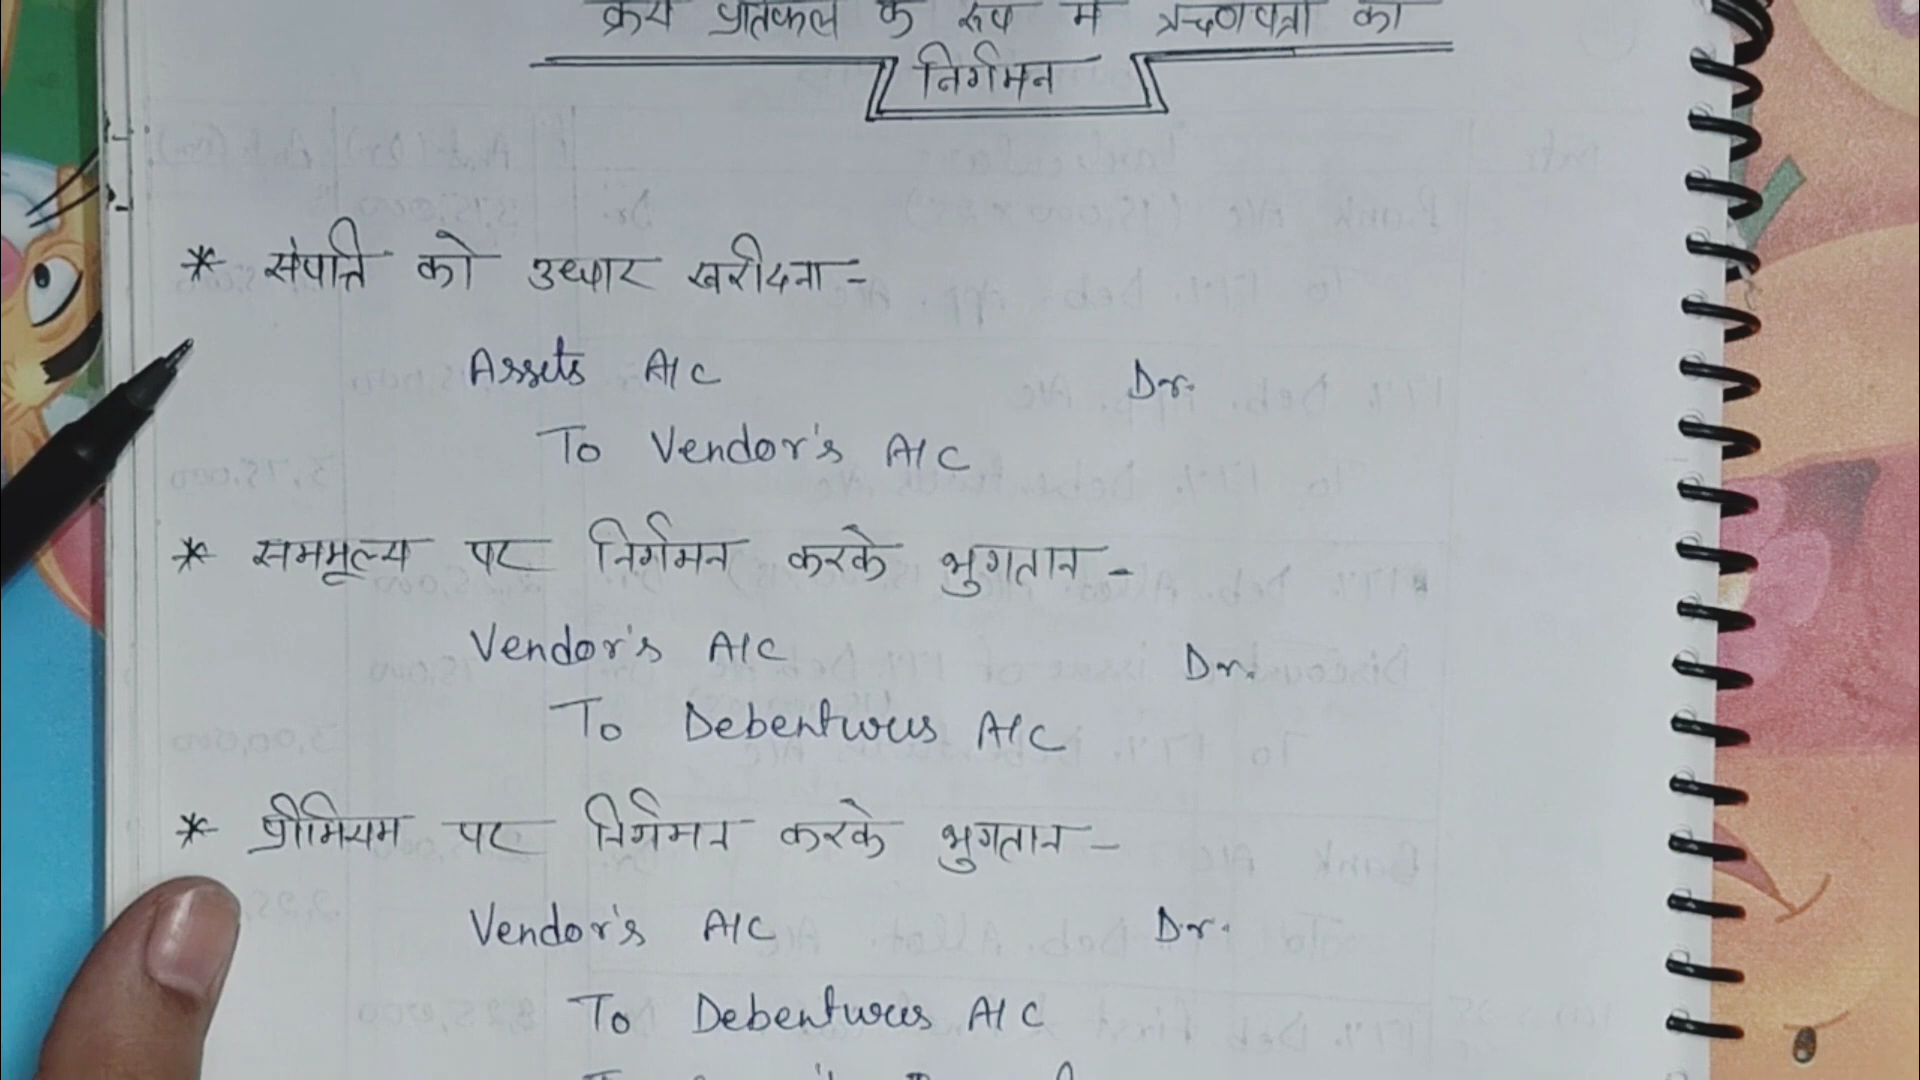 क्रय प्रतिफल के रूप में ऋणपत्रों का
निर्गमन
* संपत्ति को उधार खरीदना -
Assets A/C Dr.
To Vendor's A/C
* सममूल्य पर निर्गमन करके भुगतान -
Vendor's A/C Dr.
To Debentures A/C
* प्रीमियम पर निर्गमन करके भुगतान -
Vendor's A/C Dr.
To Debentures A/C